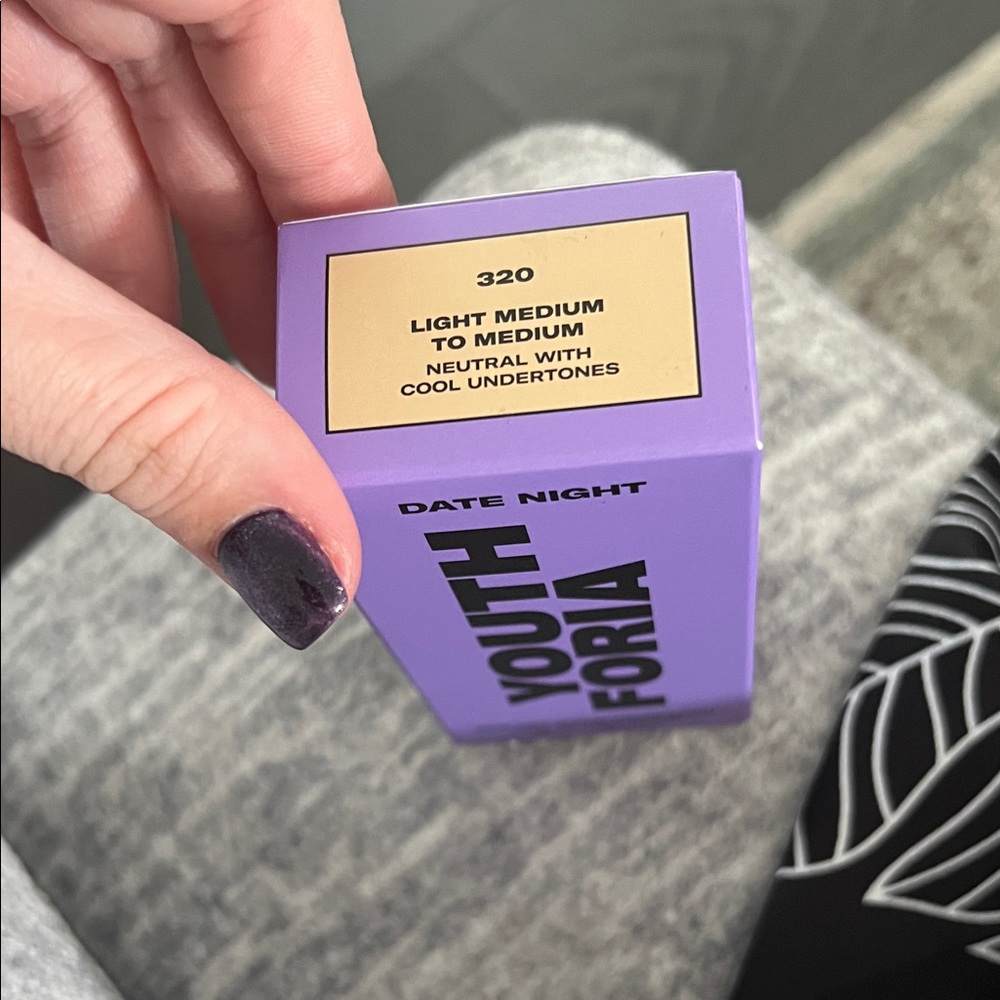 320
LIGHT MEDIUM
TO MEDIUM
NEUTRAL WITH
COOL UNDERTONES
DATE NIGHT
YOUTH
FORIA